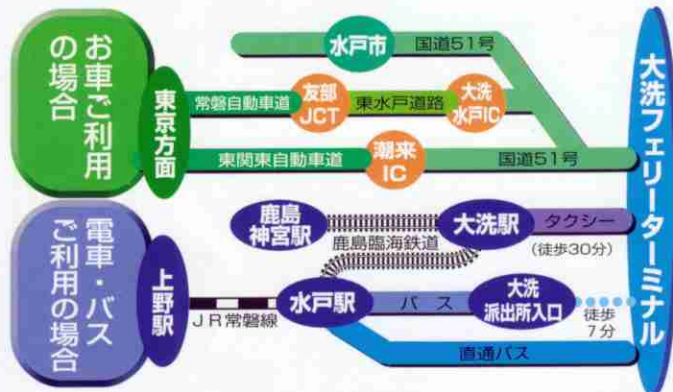 お車ご利用
の場合
東京方面
水戸市
国道51号
常磐自動車道
友部
JCT
東水戸道路
大洗
水戸IC
東関東自動車道
潮来
IC
国道51号
電車・バス
ご利用の場合
上野駅
鹿島
神宮駅
鹿島臨海鉄道
大洗駅
タクシー
(徒歩30分)
JR常磐線
水戸駅
バス
大洗
派出所入口
徒歩
7分
直通バス
大洗フェリーターミナル